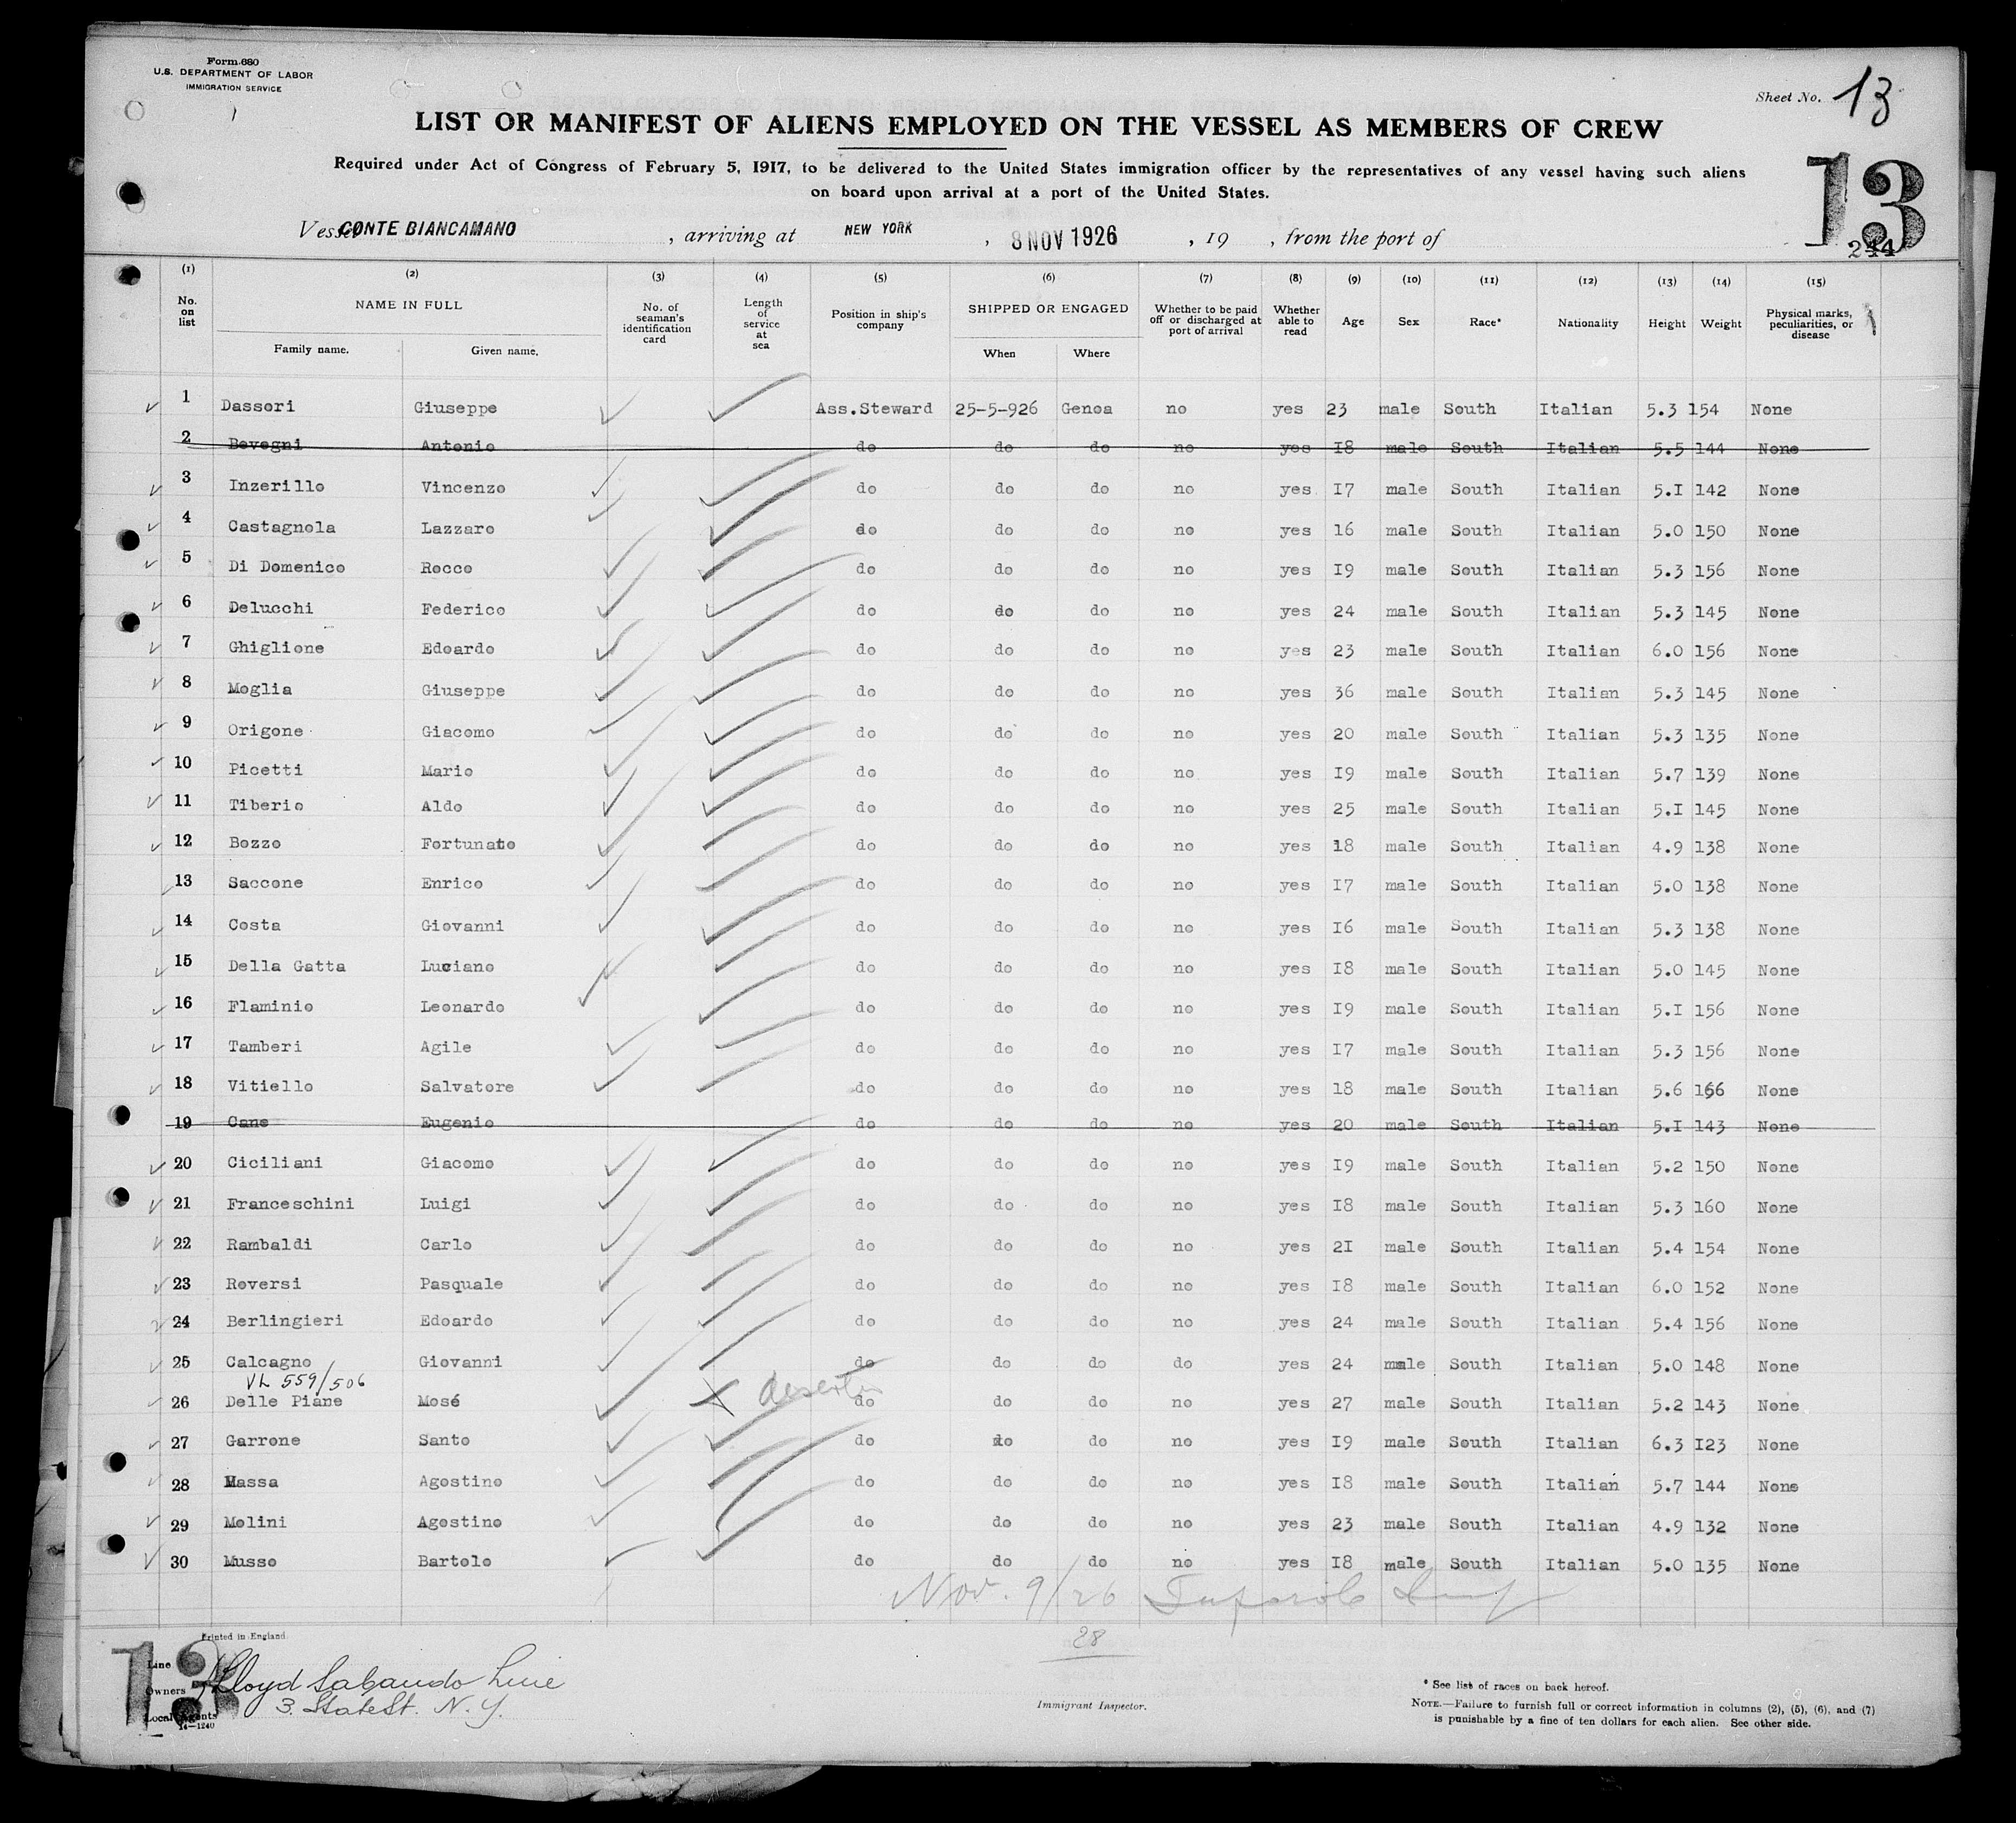 Form 680
U.S. DEPARTMENT OF LABOR
IMMIGRATION SERVICE
Sheet No. 13
LIST OR MANIFEST OF ALIENS EMPLOYED ON THE VESSEL AS MEMBERS OF CREW
Required under Act of Congress of February 5, 1917, to be delivered to the United States immigration officer by the representatives of any vessel having such aliens
on board upon arrival at a port of the United States.
13
244
Vessel CONTE BIANCAMANO , arriving at NEW YORK , 8 NOV 1926 , 19 , from the port of
(1) (2) (3) (4) (5) (6) (7) (8) (9) (10) (11) (12) (13) (14) (15)
No. on list NAME IN FULL Family name. Given name. No. of seaman's identification card Length of service at sea Position in ship's company SHIPPED OR ENGAGED When Where Whether to be paid off or discharged at port of arrival Whether able to read Age Sex Race* Nationality Height Weight Physical marks, peculiarities, or disease
1 Dassori Giuseppe Ass.Steward 25-5-926 Genoa no yes 23 male South Italian 5.3 154 None
2 Bevegni Antonio do do do no yes I8 male South Italian 5.5 144 None
3 Inzerillo Vincenzo do do do no yes I7 male South Italian 5.I 142 None
4 Castagnola Lazzaro do do do no yes 16 male South Italian 5.0 150 None
5 Di Domenico Rocco do do do no yes I9 male South Italian 5.3 156 None
6 Delucchi Federico do do do no yes 24 male South Italian 5.3 145 None
7 Ghiglione Edoardo do do do no yes 23 male South Italian 6.0 156 None
8 Moglia Giuseppe do do do no yes 36 male South Italian 5.3 145 None
9 Origone Giacomo do do do no yes 20 male South Italian 5.3 135 None
10 Picetti Mario do do do no yes I9 male South Italian 5.7 139 None
11 Tiberio Aldo do do do no yes 25 male South Italian 5.I 145 None
12 Bozzo Fortunato do do do no yes 18 male South Italian 4.9 138 None
13 Saccone Enrico do do do no yes I7 male South Italian 5.0 138 None
14 Costa Giovanni do do do no yes I6 male South Italian 5.3 138 None
15 Della Gatta Luciano do do do no yes I8 male South Italian 5.0 145 None
16 Flaminio Leonardo do do do no yes I9 male South Italian 5.I 156 None
17 Tamberi Agile do do do no yes I7 male South Italian 5.3 156 None
18 Vitiello Salvatore do do do no yes 18 male South Italian 5.6 166 None
19 Cane Eugenio do do do no yes 20 male South Italian 5.I 143 None
20 Ciciliani Giacomo do do do no yes I9 male South Italian 5.2 150 None
21 Franceschini Luigi do do do no yes I8 male South Italian 5.3 160 None
22 Rambaldi Carlo do do do no yes 2I male South Italian 5.4 154 None
23 Roversi Pasquale do do do no yes I8 male South Italian 6.0 152 None
24 Berlingieri Edoardo do do do no yes 24 male South Italian 5.4 156 None
25 Calcagno Giovanni do do do do yes 24 male South Italian 5.0 148 None
VL 559/506
26 Delle Piane Mosé deserter do do do no yes 27 male South Italian 5.2 143 None
27 Garrone Santo do do do no yes I9 male South Italian 6.3 I23 None
28 Massa Agostino do do do no yes I8 male South Italian 5.7 144 None
29 Molini Agostino do do do no yes 23 male South Italian 4.9 132 None
30 Musso Bartolo do do do no yes I8 male South Italian 5.0 135 None
Nov. 9/26
28
Printed in England
13
Line
Owners Lloyd Sabaudo Line
Local Agents 3 State St. N.Y.
14-1240
Immigrant Inspector.
* See list of races on back hereof.
NOTE.—Failure to furnish full or correct information in columns (2), (5), (6), and (7)
is punishable by a fine of ten dollars for each alien. See other side.